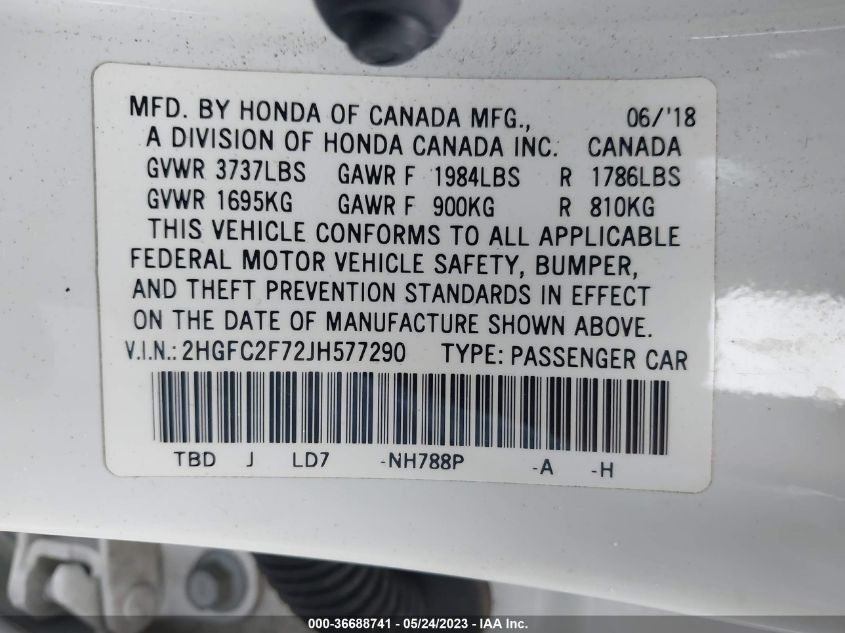 MFD. BY HONDA OF CANADA MFG., 06/'18
A DIVISION OF HONDA CANADA INC. CANADA
GVWR 3737LBS GAWR F 1984LBS R 1786LBS
GVWR 1695KG GAWR F 900KG R 810KG
THIS VEHICLE CONFORMS TO ALL APPLICABLE
FEDERAL MOTOR VEHICLE SAFETY, BUMPER,
AND THEFT PREVENTION STANDARDS IN EFFECT
ON THE DATE OF MANUFACTURE SHOWN ABOVE.
V.I.N.: 2HGFC2F72JH577290 TYPE: PASSENGER CAR
TBD J LD7 -NH788P -A -H
000-36688741 - 05/24/2023 - IAA Inc.